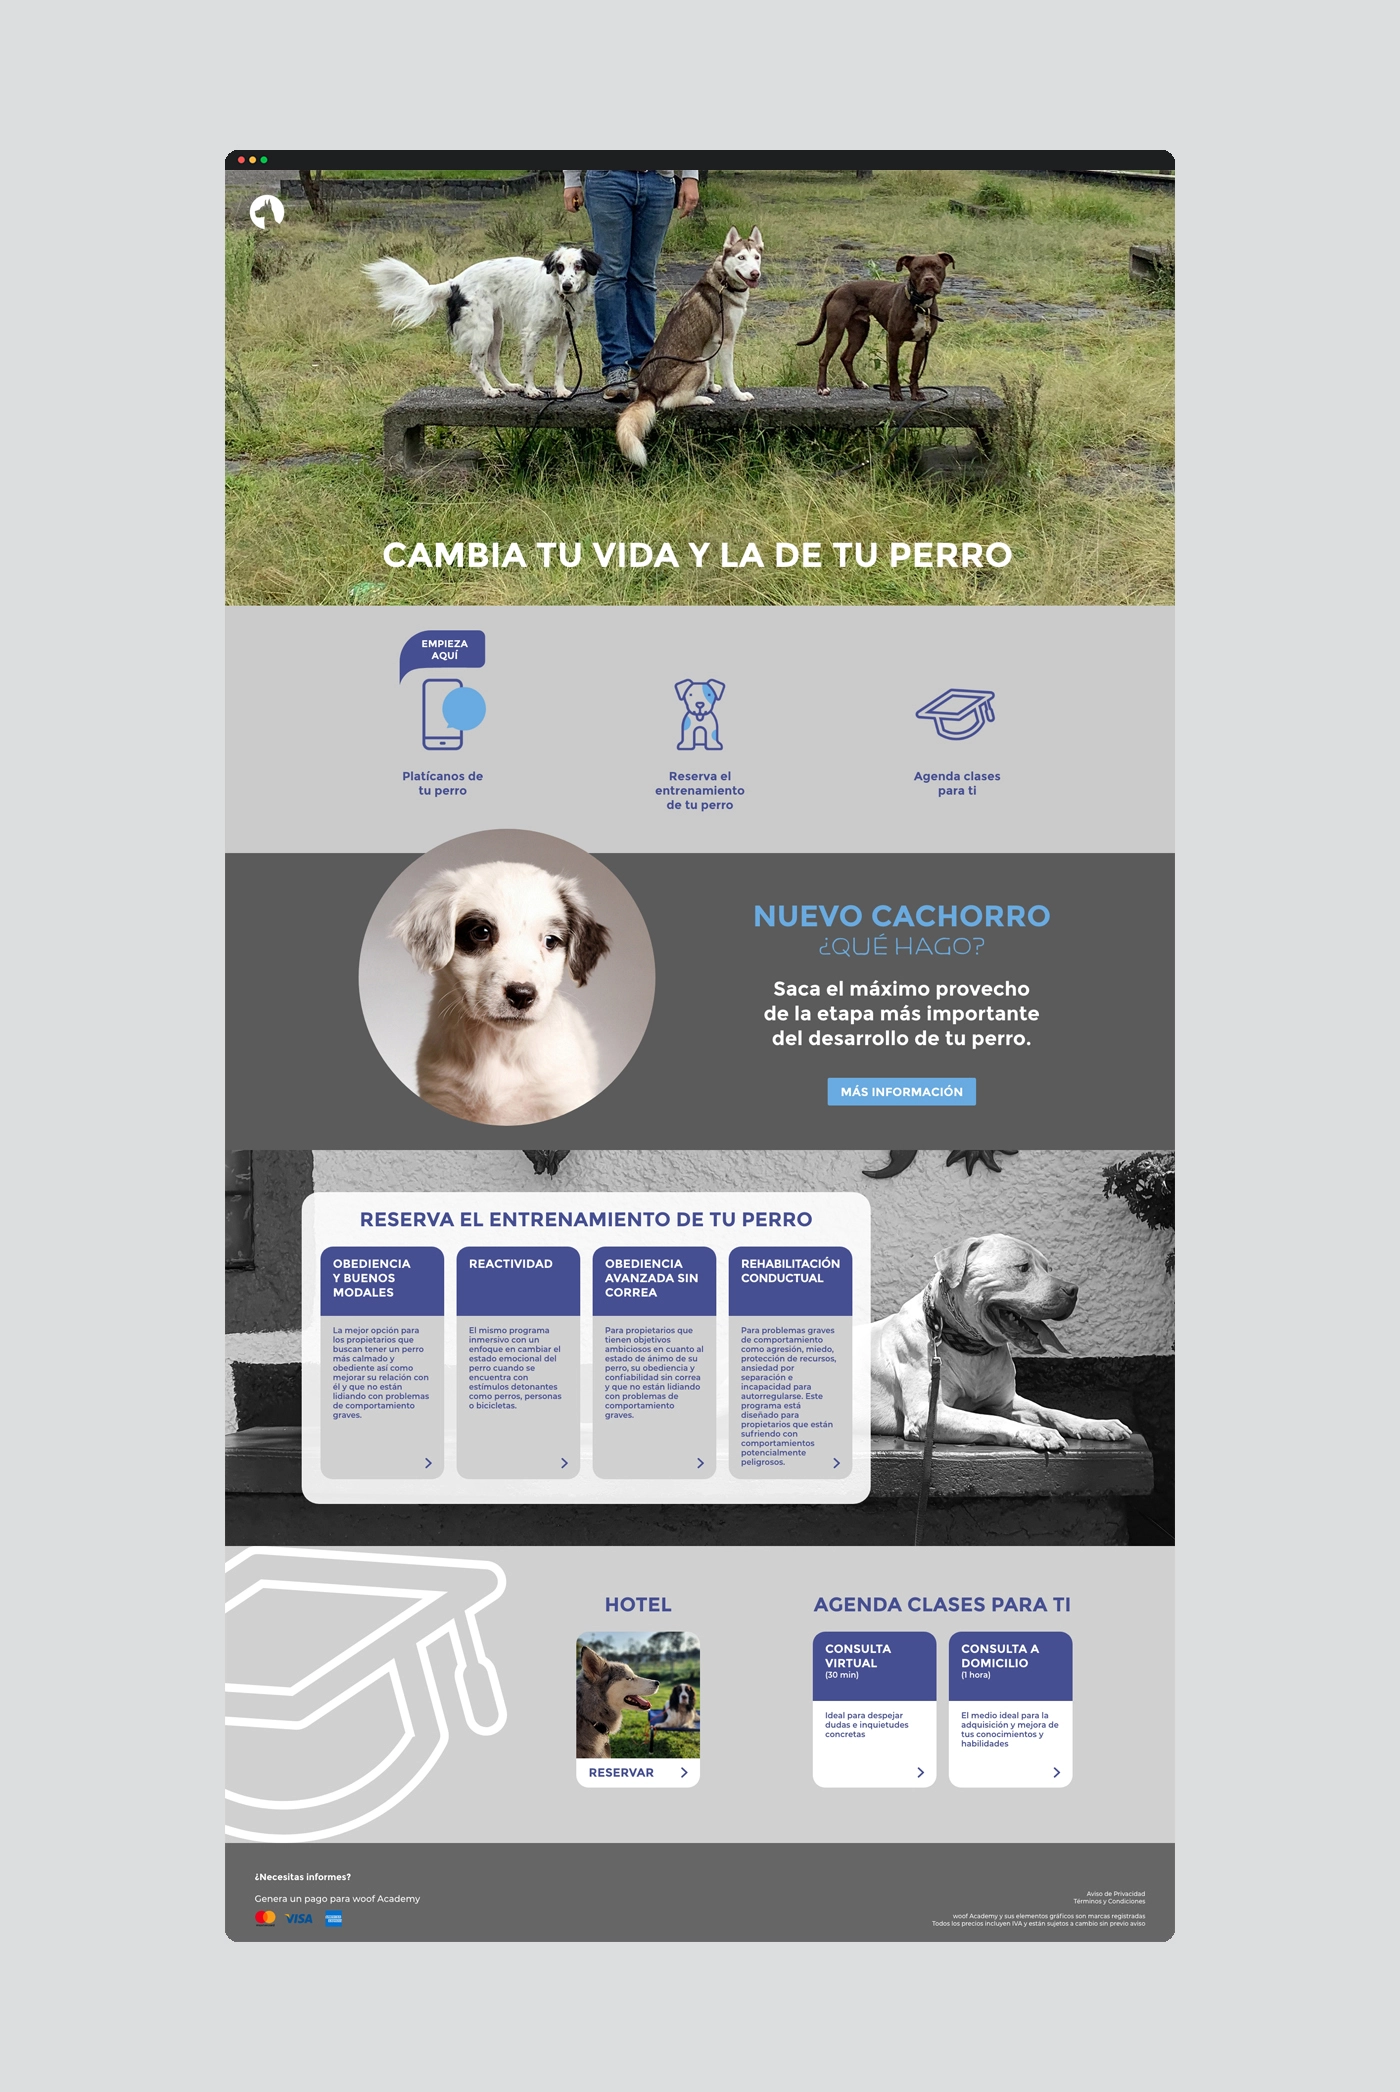 CAMBIA TU VIDA Y LA DE TU PERRO
EMPIEZA
AQUÍ
Platícanos de
tu perro
Reserva el
entrenamiento
de tu perro
Agenda clases
para ti
NUEVO CACHORRO
¿QUÉ HAGO?
Saca el máximo provecho
de la etapa más importante
del desarrollo de tu perro.
MÁS INFORMACIÓN
RESERVA EL ENTRENAMIENTO DE TU PERRO
OBEDIENCIA
Y BUENOS
MODALES
La mejor opción para
los propietarios que
buscan tener un perro
más calmado y
obediente así como
mejorar su relación con
él y que no están
lidiando con problemas
de comportamiento
graves.
REACTIVIDAD
El mismo programa
inmersivo con un
enfoque en cambiar el
estado emocional del
perro cuando se
encuentra con
estímulos detonantes
como perros, personas
o bicicletas.
OBEDIENCIA
AVANZADA SIN
CORREA
Para propietarios que
tienen objetivos
ambiciosos en cuanto al
estado de ánimo de su
perro, su obediencia y
confiabilidad sin correa
y que no están lidiando
con problemas de
comportamiento
graves.
REHABILITACIÓN
CONDUCTUAL
Para problemas graves
de comportamiento
como agresión, miedo,
protección de recursos,
ansiedad por
separación e
incapacidad para
autorregularse. Este
programa está
diseñado para
propietarios que están
sufriendo con
comportamientos
potencialmente
peligrosos.
HOTEL
RESERVAR
AGENDA CLASES PARA TI
CONSULTA
VIRTUAL
(30 min)
Ideal para despejar
dudas e inquietudes
concretas
CONSULTA A
DOMICILIO
(1 hora)
El medio ideal para la
adquisición y mejora de
tus conocimientos y
habilidades
¿Necesitas informes?
Genera un pago para woof Academy
VISA
Aviso de Privacidad
Términos y Condiciones
woof Academy y sus elementos gráficos son marcas registradas
Todos los precios incluyen IVA y están sujetos a cambio sin previo aviso